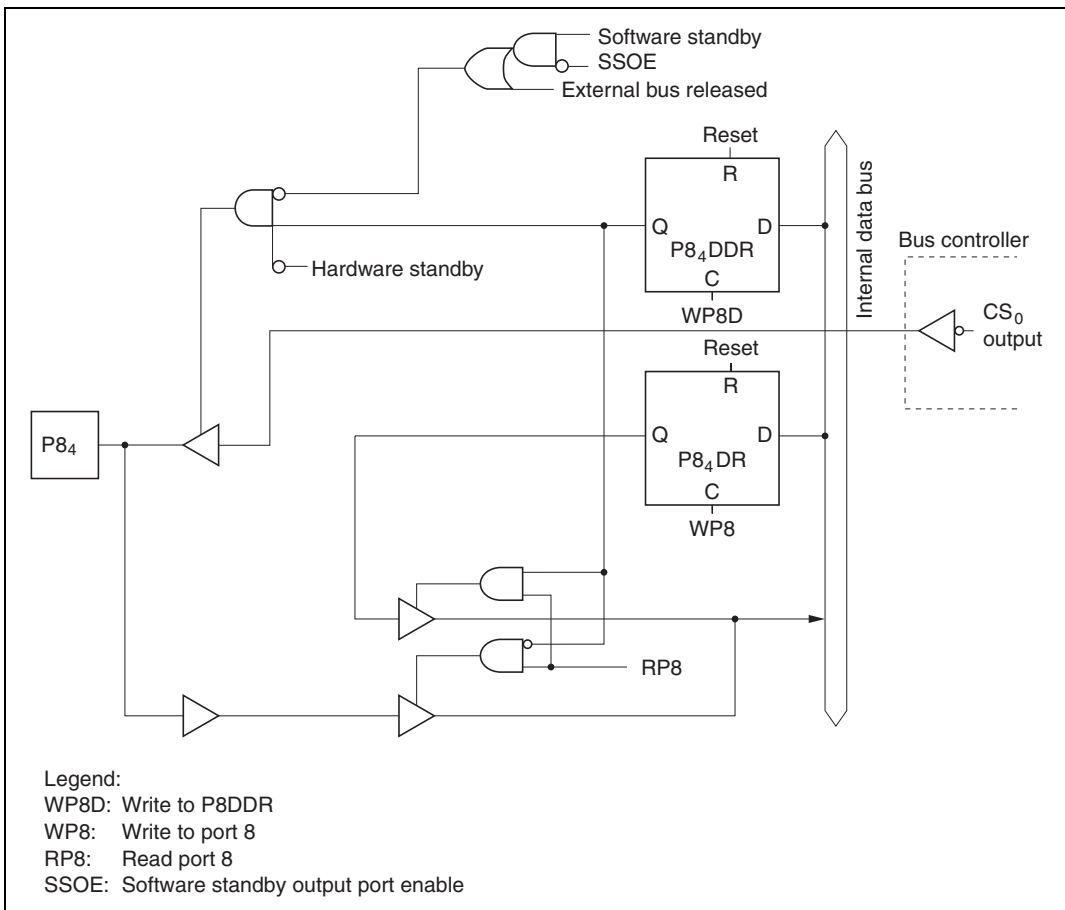 Software standby
SSOE
External bus released
Reset
R
Q
D
P8₄DDR
C
WP8D
Internal data bus
Bus controller
Hardware standby
CS₀
output
Reset
R
P8₄
Q
D
P8₄DR
C
WP8
RP8
Legend:
WP8D: Write to P8DDR
WP8: Write to port 8
RP8: Read port 8
SSOE: Software standby output port enable